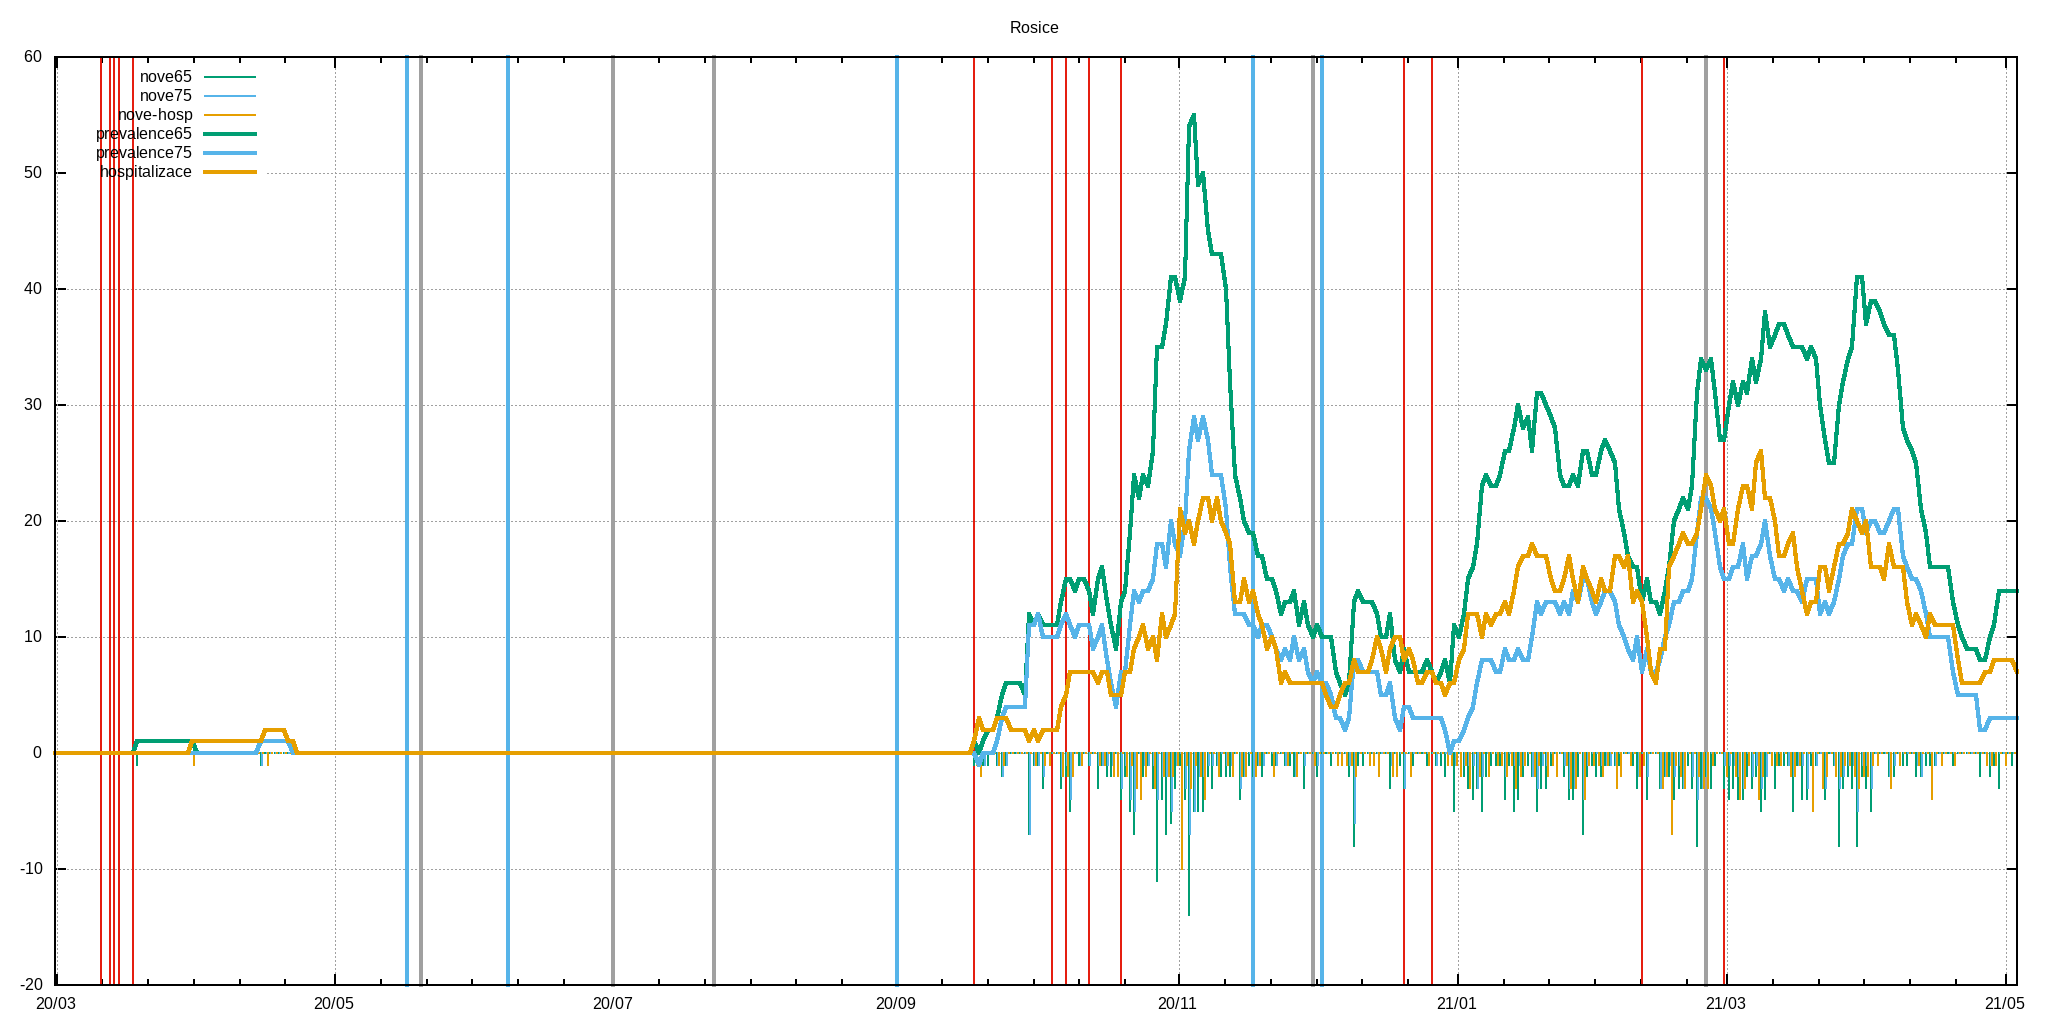 Rosice
60
nove65
nove75
nove-hosp
prevalence65
prevalence75
hospitalizace
50
40
30
20
10
0
-10
-20
20/03 20/05 20/07 20/09 20/11 21/01 21/03 21/05